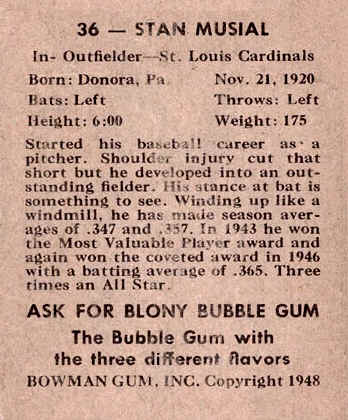 36 — STAN MUSIAL
In- Outfielder—St. Louis Cardinals
Born: Donora, Pa. Nov. 21, 1920
Bats: Left Throws: Left
Height: 6:00 Weight: 175
Started his baseball career as a
pitcher. Shoulder injury cut that
short but he developed into an out-
standing fielder. His stance at bat is
something to see. Winding up like a
windmill, he has made season aver-
ages of .347 and .357. In 1943 he won
the Most Valuable Player award and
again won the coveted award in 1946
with a batting average of .365. Three
times an All Star.
ASK FOR BLONY BUBBLE GUM
The Bubble Gum with
the three different flavors
BOWMAN GUM, INC. Copyright 1948